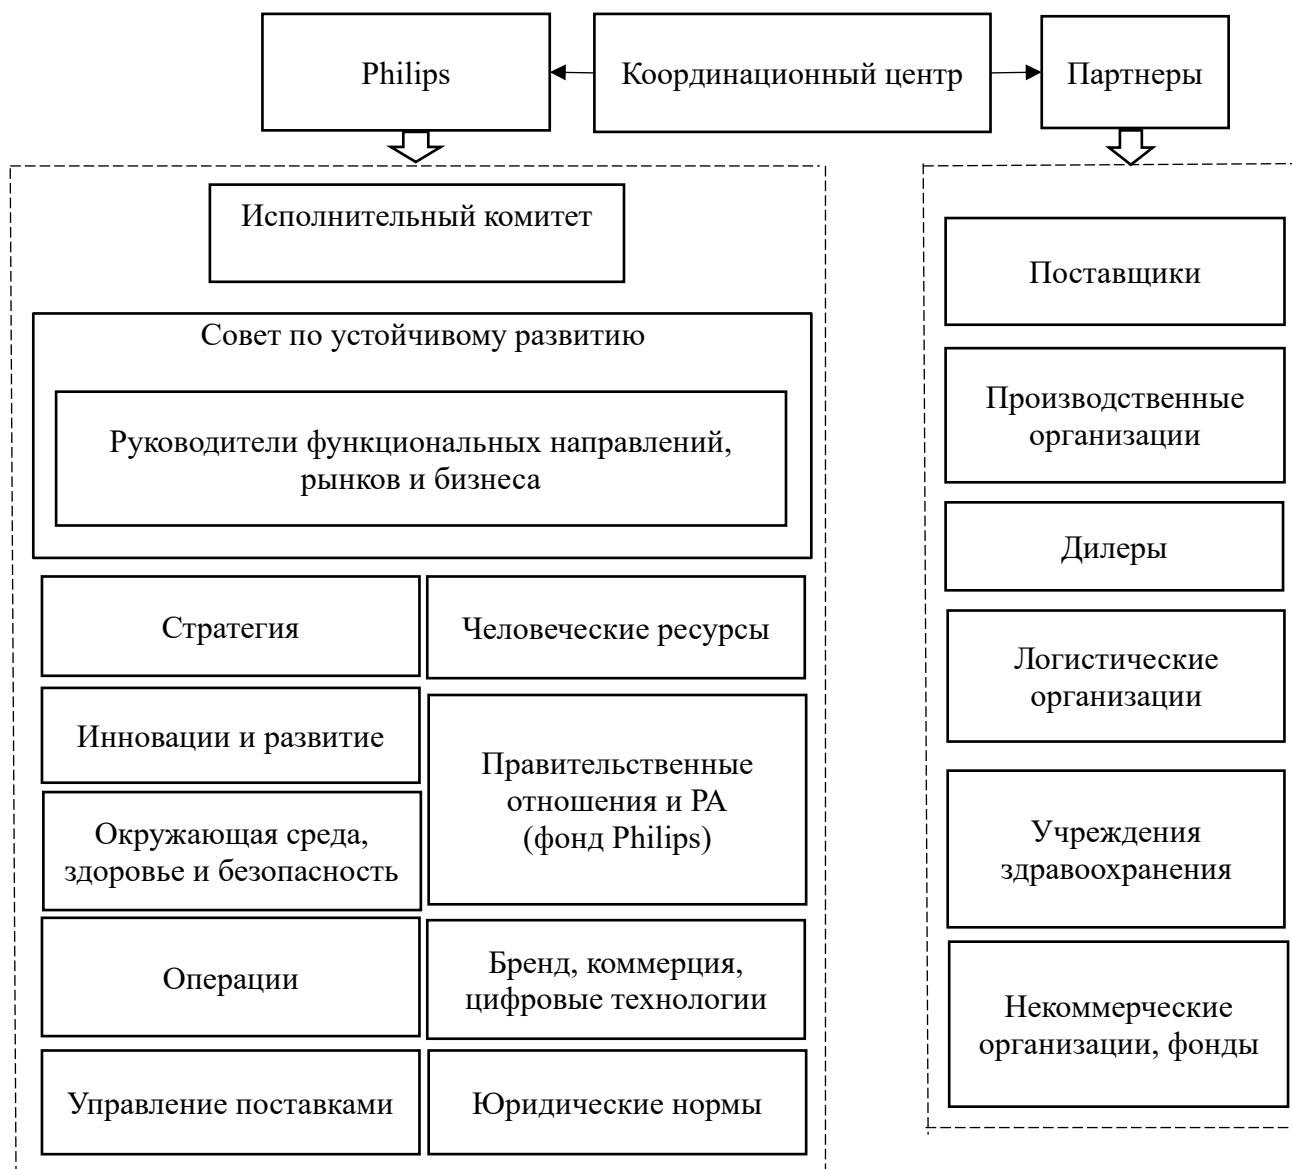 Philips
Координационный центр
Партнеры
Исполнительный комитет
Совет по устойчивому развитию
Руководители функциональных направлений,
рынков и бизнеса
Стратегия
Человеческие ресурсы
Инновации и развитие
Правительственные
отношения и PA
(фонд Philips)
Окружающая среда,
здоровье и безопасность
Операции
Бренд, коммерция,
цифровые технологии
Управление поставками
Юридические нормы
Поставщики
Производственные
организации
Дилеры
Логистические
организации
Учреждения
здравоохранения
Некоммерческие
организации, фонды